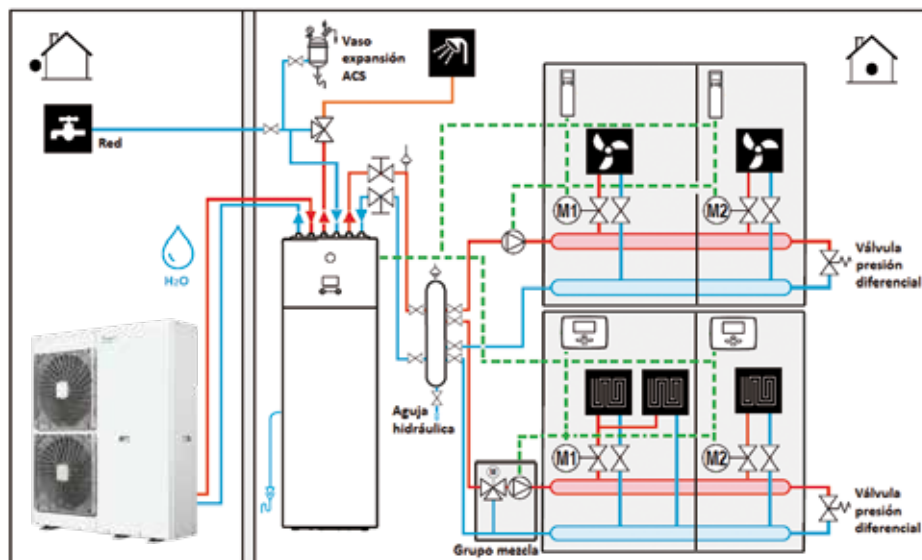 Vaso
expansión
ACS
Red
H2O
M1
M2
Válvula
presión
diferencial
Aguja
hidráulica
M1
M2
M
Válvula
presión
diferencial
Grupo mezcla